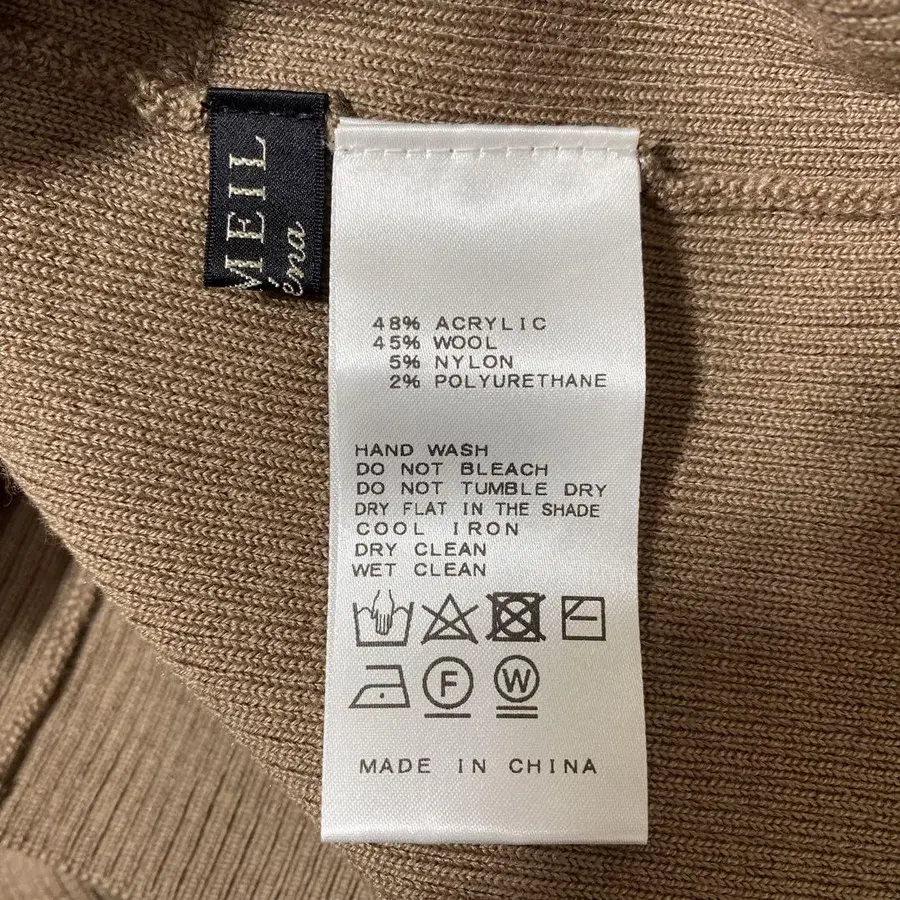 MEIL
éna
48% ACRYLIC
45% WOOL
5% NYLON
2% POLYURETHANE
HAND WASH
DO NOT BLEACH
DO NOT TUMBLE DRY
DRY FLAT IN THE SHADE
COOL IRON
DRY CLEAN
WET CLEAN
F W
MADE IN CHINA